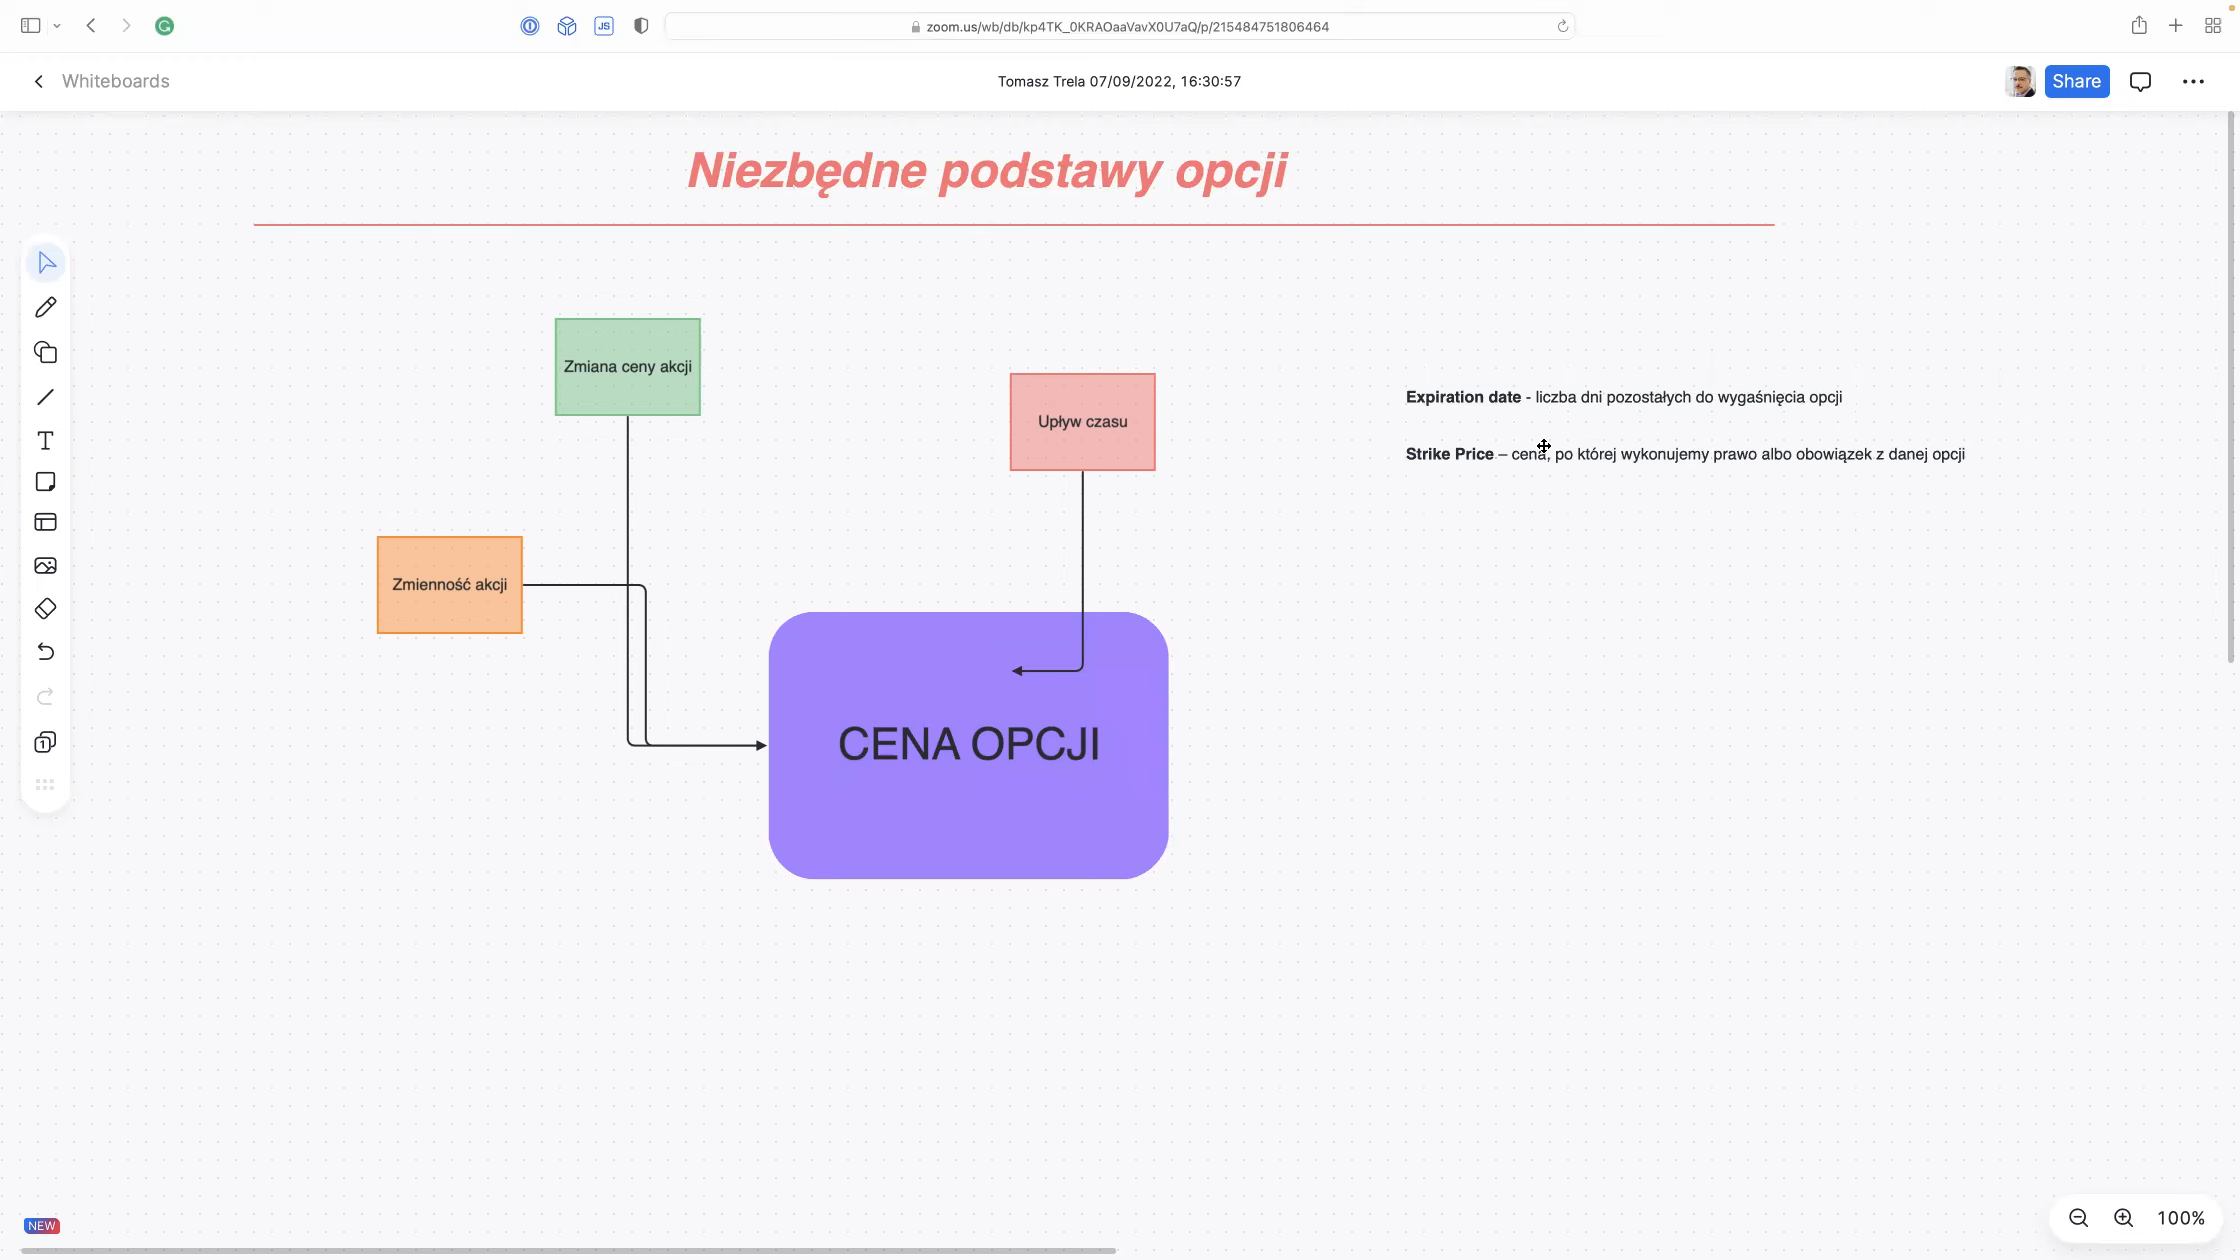 JS
zoom.us/wb/db/kp4TK_0KRAOaaVavX0U7aQ/p/215484751806464
Whiteboards
Tomasz Trela 07/09/2022, 16:30:57
Share
Niezbędne podstawy opcji
Zmiana ceny akcji
Upływ czasu
Expiration date - liczba dni pozostałych do wygaśnięcia opcji
Strike Price – cena, po której wykonujemy prawo albo obowiązek z danej opcji
Zmienność akcji
CENA OPCJI
1
NEW
100%